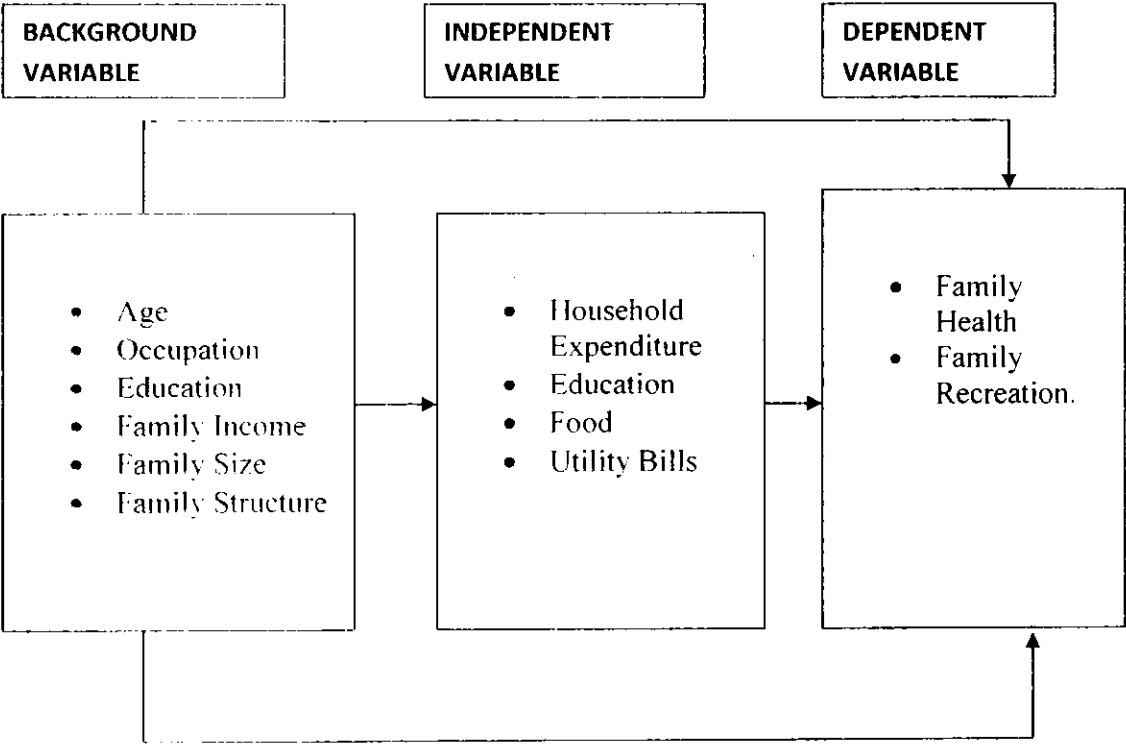 BACKGROUND
VARIABLE
INDEPENDENT
VARIABLE
DEPENDENT
VARIABLE
• Age
• Occupation
• Education
• Family Income
• Family Size
• Family Structure
• Household
Expenditure
• Education
• Food
• Utility Bills
• Family
Health
• Family
Recreation.